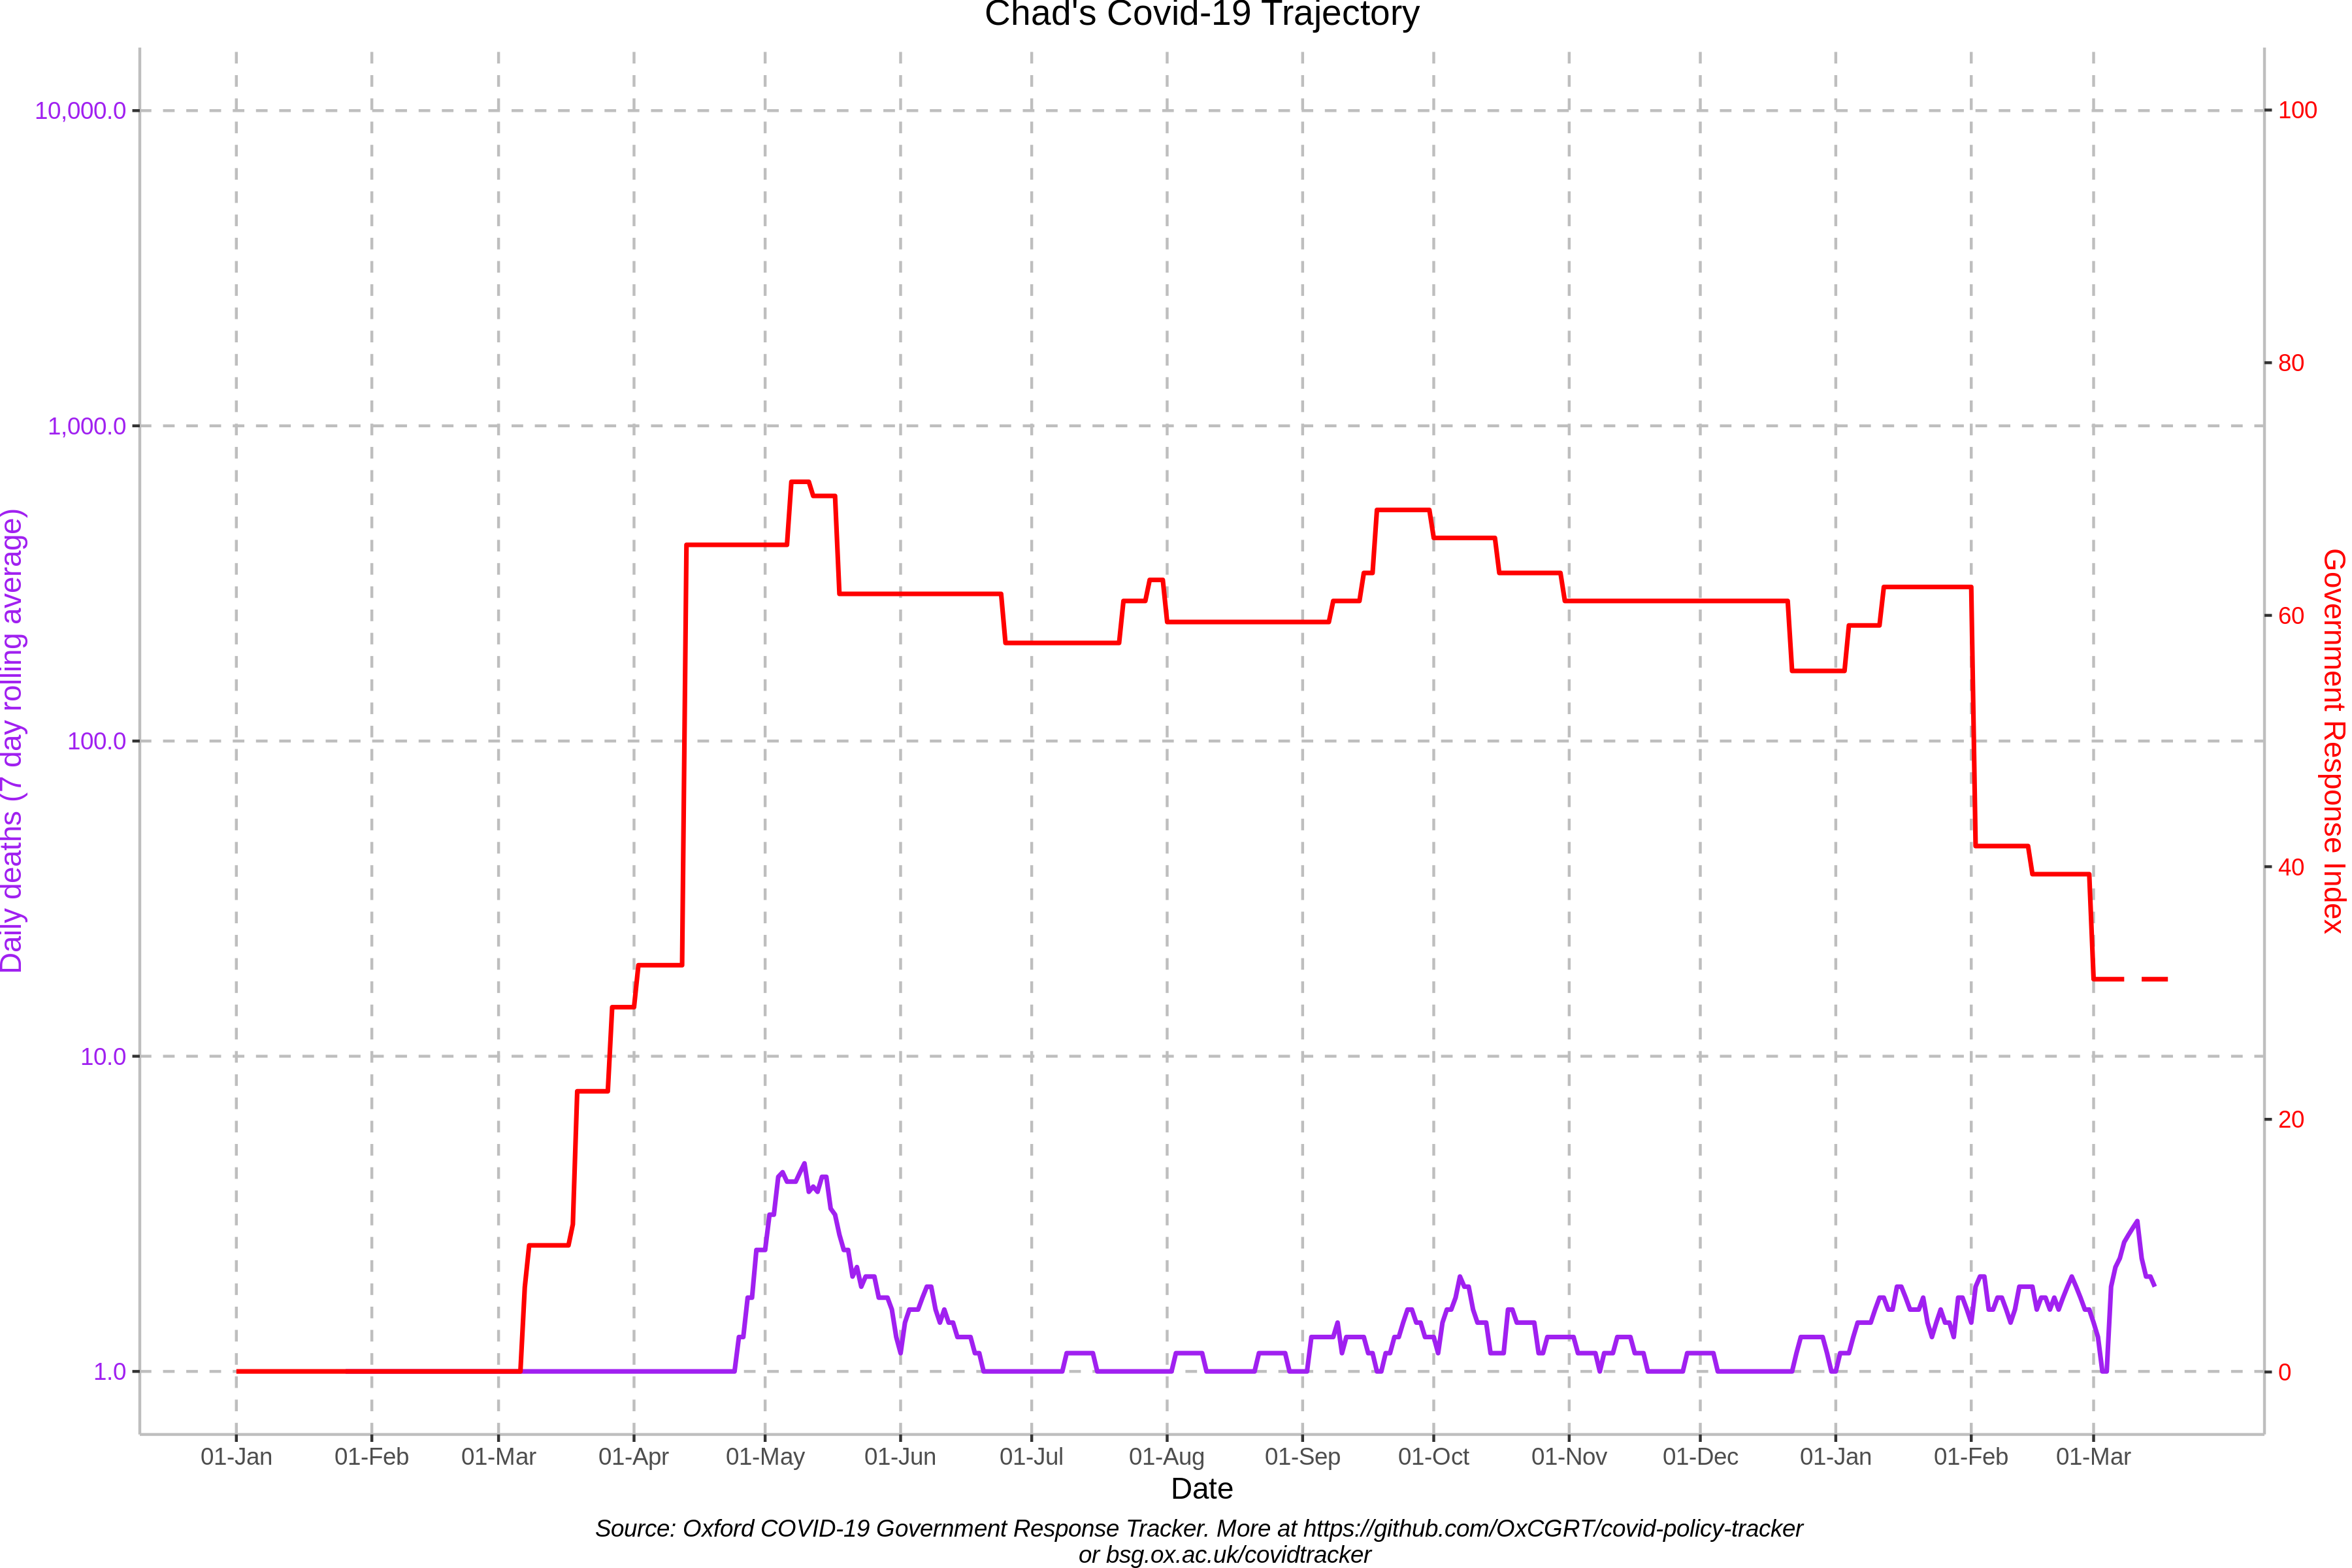 Chad's Covid-19 Trajectory
10,000.0
1,000.0
100.0
10.0
1.0
Daily deaths (7 day rolling average)
100
80
60
40
20
0
Government Response Index
01-Jan 01-Feb 01-Mar 01-Apr 01-May 01-Jun 01-Jul 01-Aug 01-Sep 01-Oct 01-Nov 01-Dec 01-Jan 01-Feb 01-Mar
Date
Source: Oxford COVID-19 Government Response Tracker. More at https://github.com/OxCGRT/covid-policy-tracker
or bsg.ox.ac.uk/covidtracker